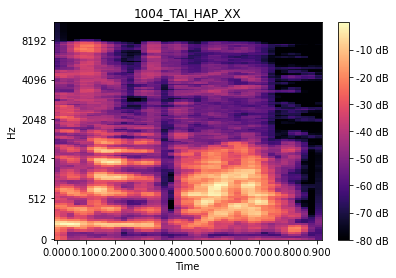 1004_TAI_HAP_XX
8192
4096
2048
1024
512
0
Hz
0.000 0.100 0.200 0.300 0.400 0.500 0.600 0.700 0.800 0.900
Time
-10 dB
-20 dB
-30 dB
-40 dB
-50 dB
-60 dB
-70 dB
-80 dB